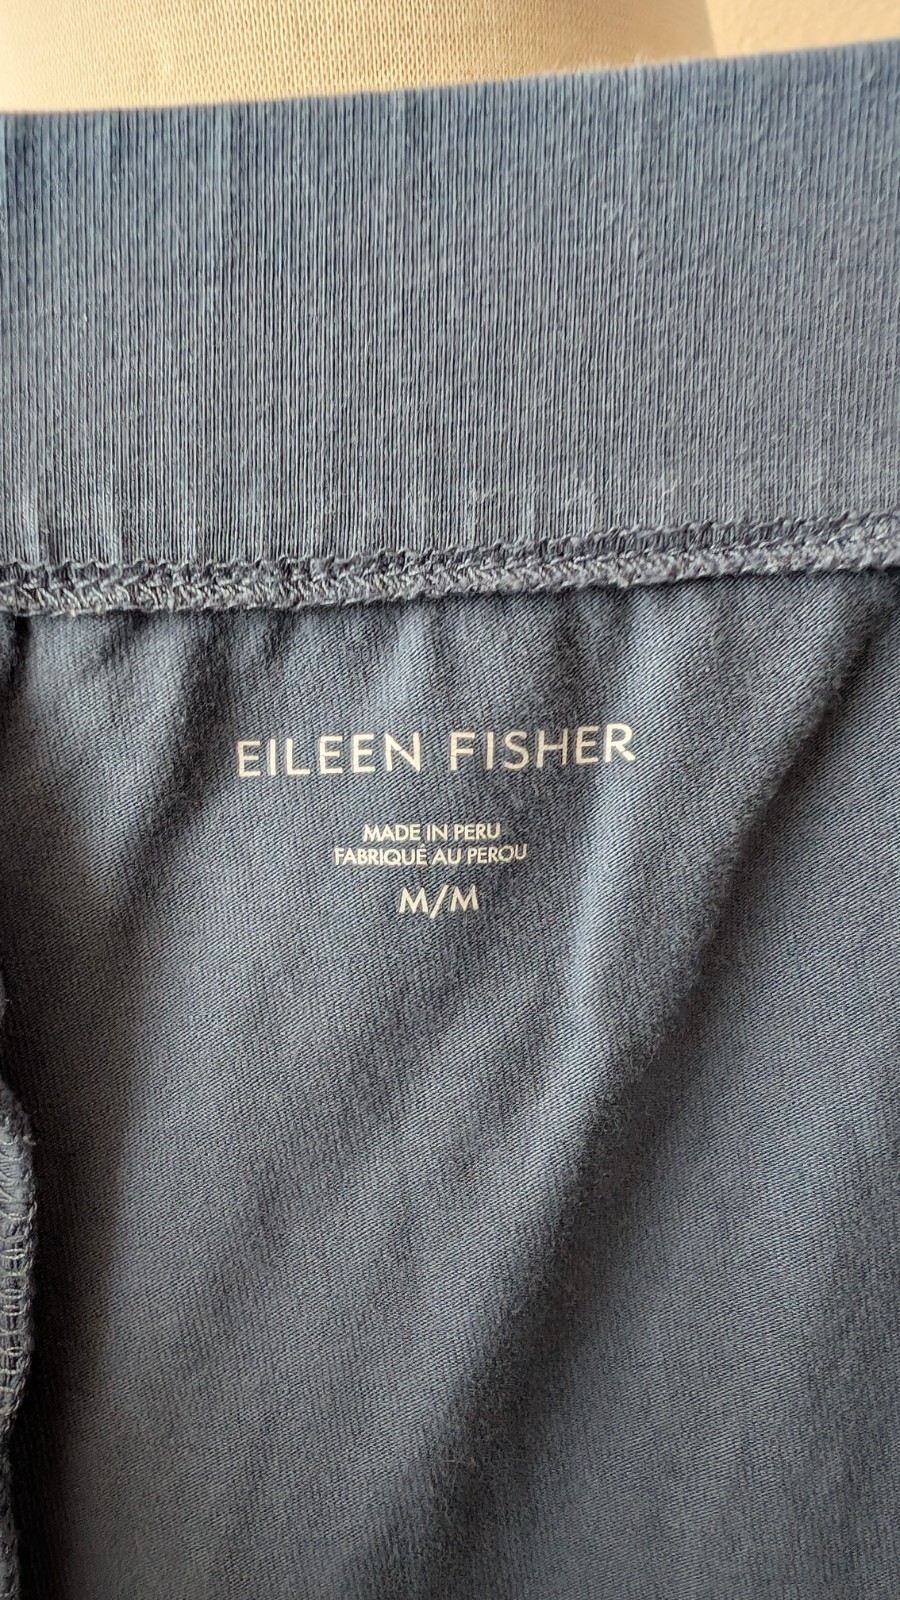 EILEEN FISHER
MADE IN PERU
FABRIQUÉ AU PEROU
M/M